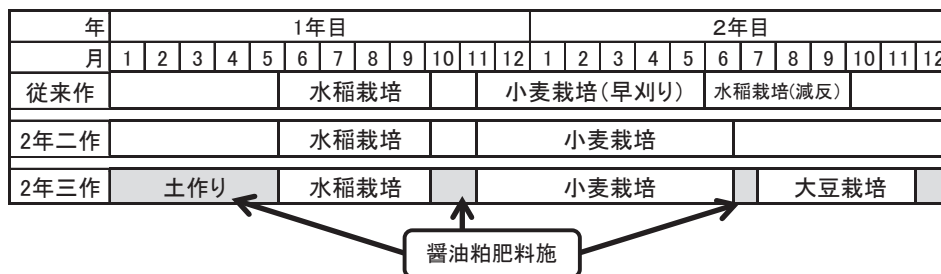 年 1年目 2年目
月 1 2 3 4 5 6 7 8 9 10 11 12 1 2 3 4 5 6 7 8 9 10 11 12
従来作 水稲栽培 小麦栽培(早刈り) 水稲栽培(減反)
2年二作 水稲栽培 小麦栽培
2年三作 土作り 水稲栽培 小麦栽培 大豆栽培
醤油粕肥料施